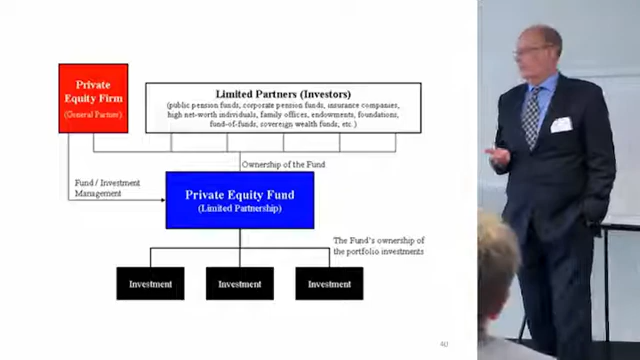 Private
Equity Firm
(General Partner)
Limited Partners (Investors)
(public pension funds, corporate pension funds, insurance companies,
high net-worth individuals, family offices, endowments, foundations,
fund-of-funds, sovereign wealth funds, etc.)
Ownership of the Fund
Fund / Investment
Management
Private Equity Fund
(Limited Partnership)
The Fund's ownership of
the portfolio investments
Investment
Investment
Investment
40